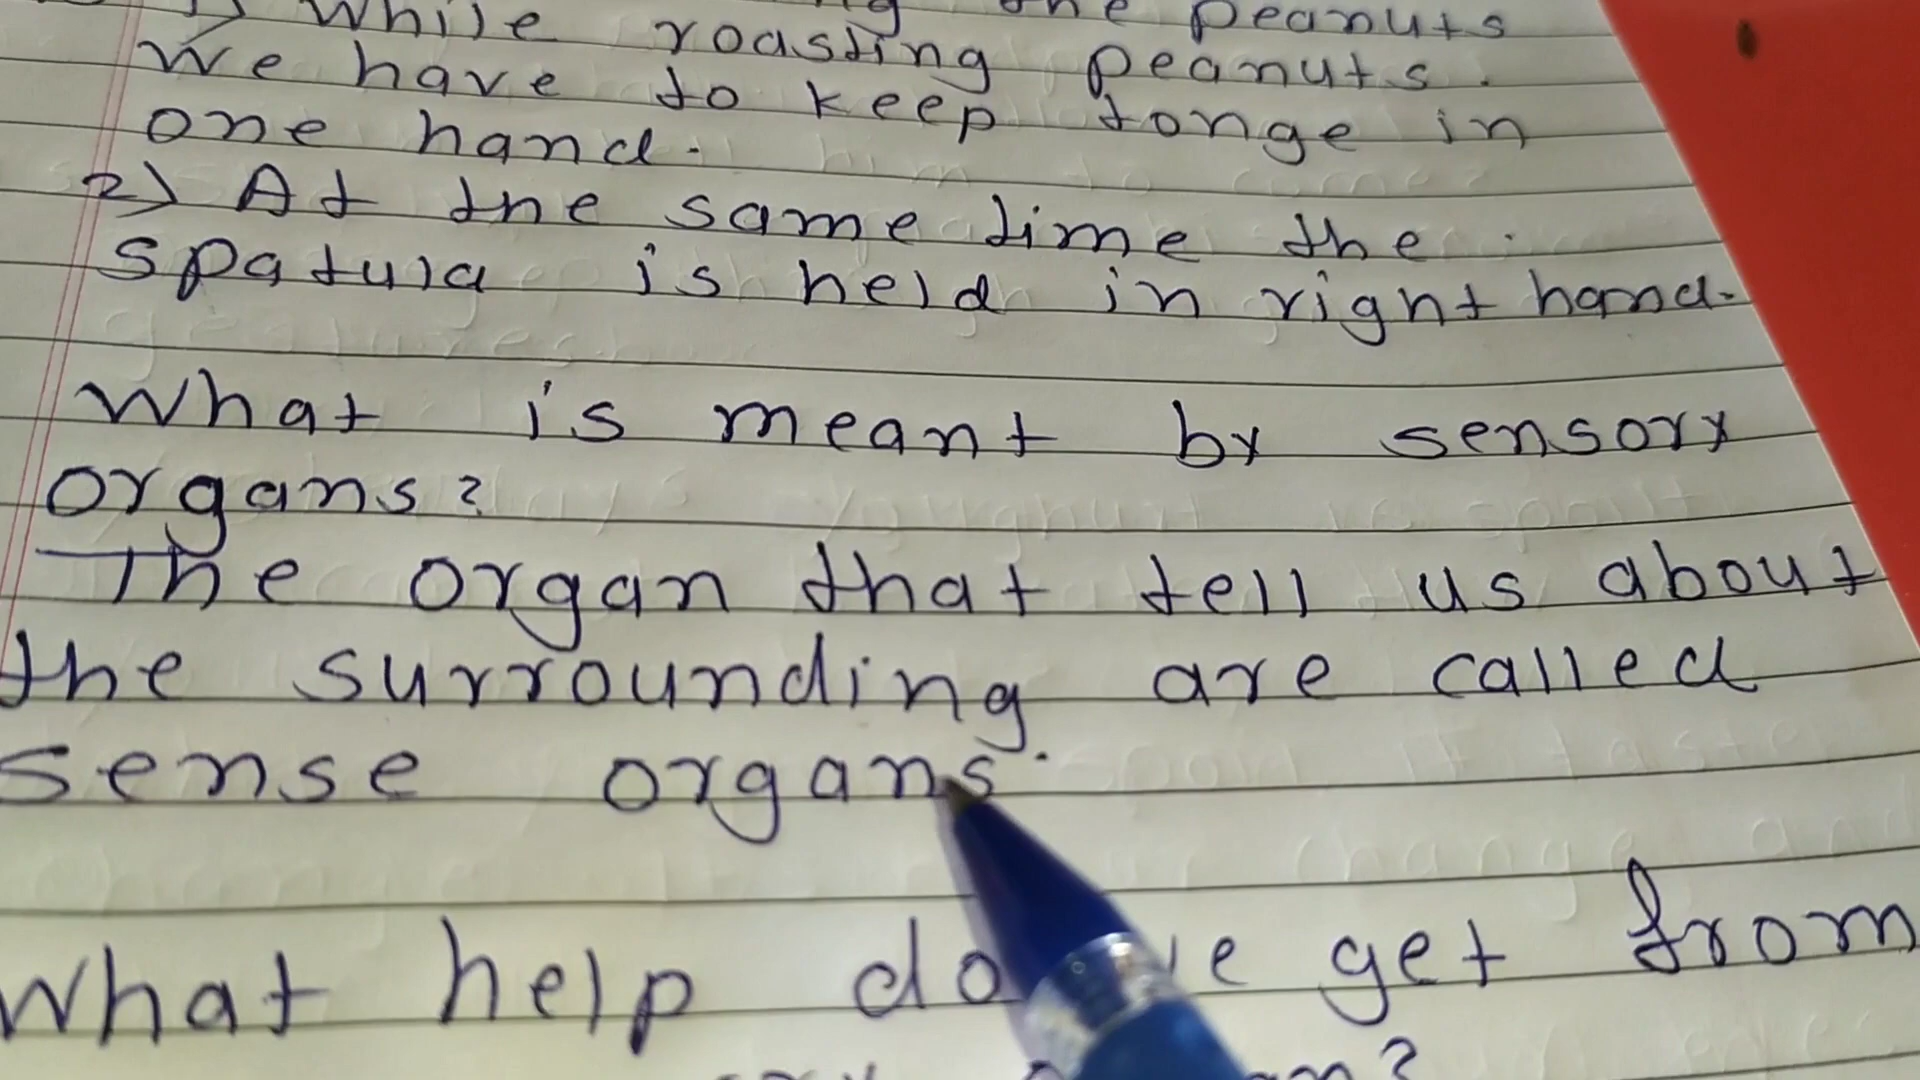 While roasting the peanuts
We have to keep tonge in
one hand.
2) At the same time the
spatula is held in right hand.
What is meant by sensory
organs?
The organ that tell us about
the surrounding are called
sense organs.
What help do get from